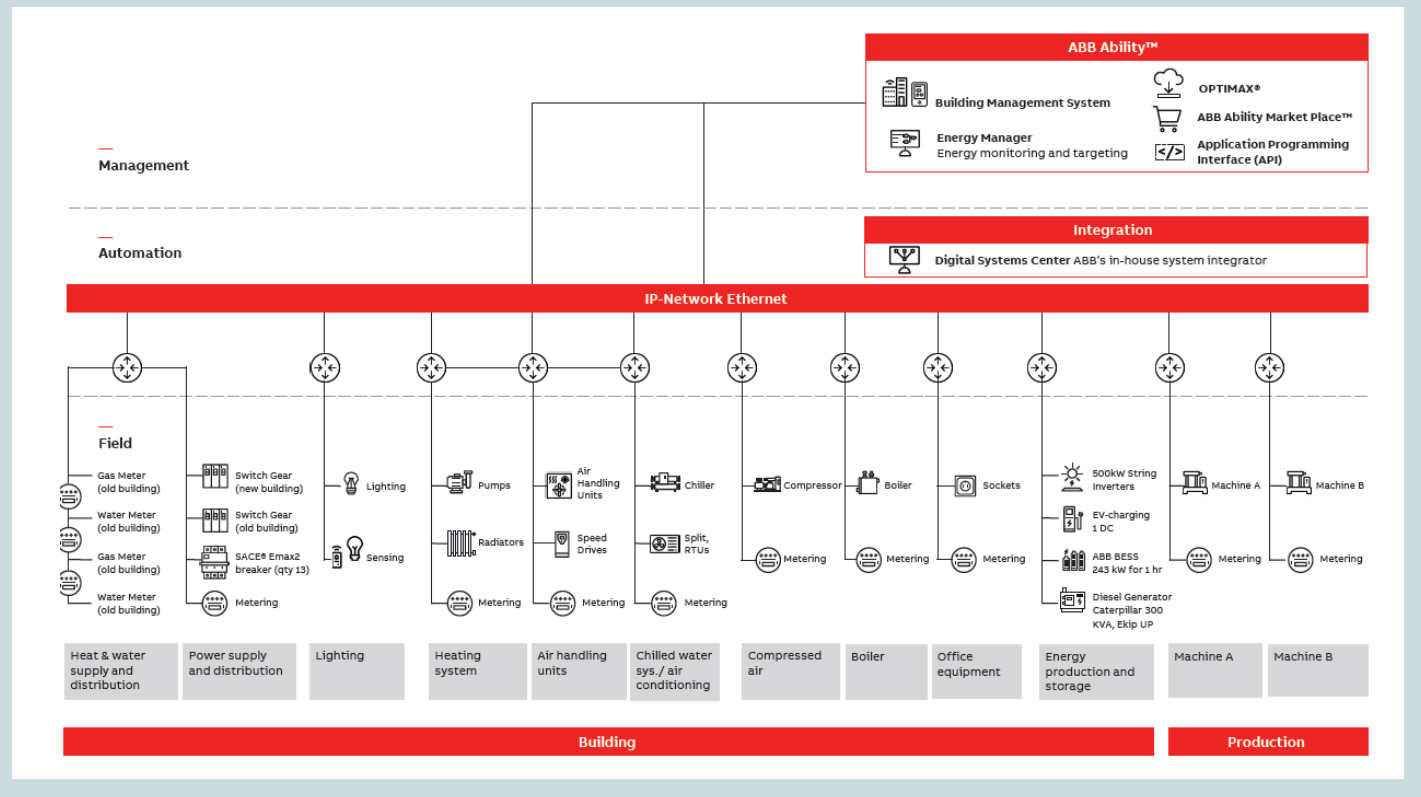 ABB Ability™
Building Management System
Energy Manager
Energy monitoring and targeting
OPTIMAX®
ABB Ability Market Place™
Application Programming
Interface (API)
Management
Automation
Integration
Digital Systems Center ABB's in-house system integrator
IP-Network Ethernet
Field
Gas Meter
(old building)
Water Meter
(old building)
Gas Meter
(old building)
Water Meter
(old building)
Switch Gear
(new building)
Switch Gear
(old building)
SACE® Emax2
breaker (qty 13)
Metering
Lighting
Sensing
Pumps
Radiators
Metering
Air
Handling
Units
Speed
Drives
Metering
Chiller
Split,
RTUs
Metering
Compressor
Metering
Boiler
Metering
Sockets
Metering
500kW String
Inverters
EV-charging
1 DC
ABB BESS
243 kW for 1 hr
Diesel Generator
Caterpillar 300
KVA, Ekip UP
Machine A
Metering
Machine B
Metering
Heat & water
supply and
distribution
Power supply
and distribution
Lighting
Heating
system
Air handling
units
Chilled water
sys./ air
conditioning
Compressed
air
Boiler
Office
equipment
Energy
production and
storage
Machine A
Machine B
Building
Production